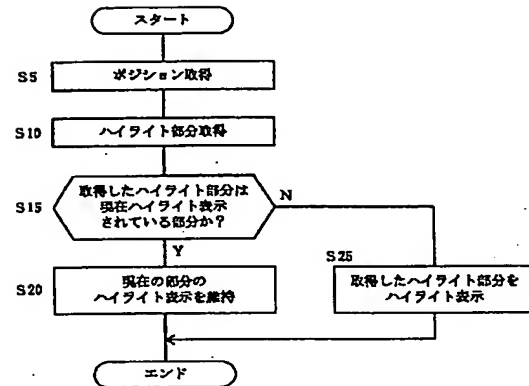 スタート
S5
ポジション取得
S10
ハイライト部分取得
S15
取得したハイライト部分は
現在ハイライト表示
されている部分か？
N
Y
S20
現在の部分の
ハイライト表示を維持
S25
取得したハイライト部分を
ハイライト表示
エンド